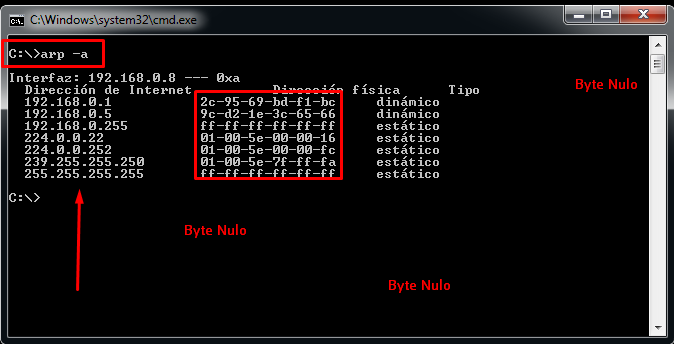 C:\Windows\system32\cmd.exe
C:\>arp -a
Interfaz: 192.168.0.8 --- 0xa
Dirección de Internet Dirección física Tipo
192.168.0.1 2c-95-69-bd-f1-bc dinámico
192.168.0.5 9c-d2-1e-3c-65-66 dinámico
192.168.0.255 ff-ff-ff-ff-ff-ff estático
224.0.0.22 01-00-5e-00-00-16 estático
224.0.0.252 01-00-5e-00-00-fc estático
239.255.255.250 01-00-5e-7f-ff-fa estático
255.255.255.255 ff-ff-ff-ff-ff-ff estático
C:\>
Byte Nulo
Byte Nulo
Byte Nulo